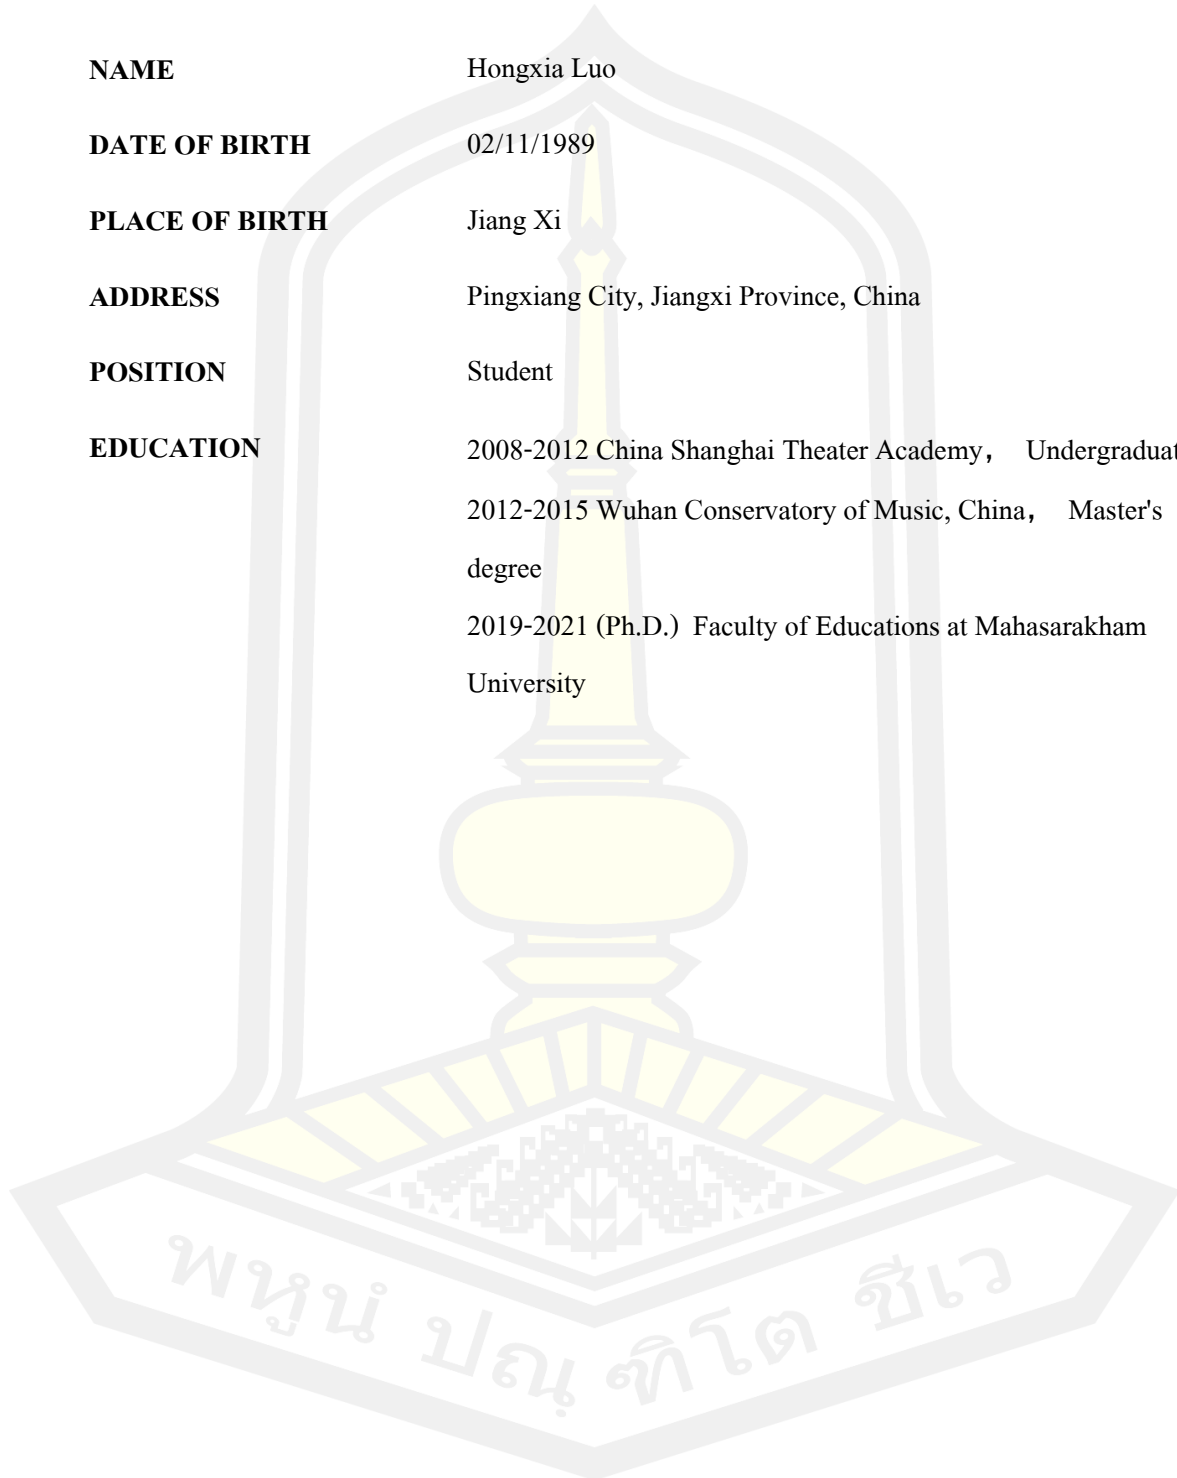 NAME Hongxia Luo
DATE OF BIRTH 02/11/1989
PLACE OF BIRTH Jiang Xi
ADDRESS Pingxiang City, Jiangxi Province, China
POSITION Student
EDUCATION 2008-2012 China Shanghai Theater Academy， Undergraduat
2012-2015 Wuhan Conservatory of Music, China， Master's
degree
2019-2021 (Ph.D.) Faculty of Educations at Mahasarakham
University
พหูนํ ปณฺฑิโต ชีเว